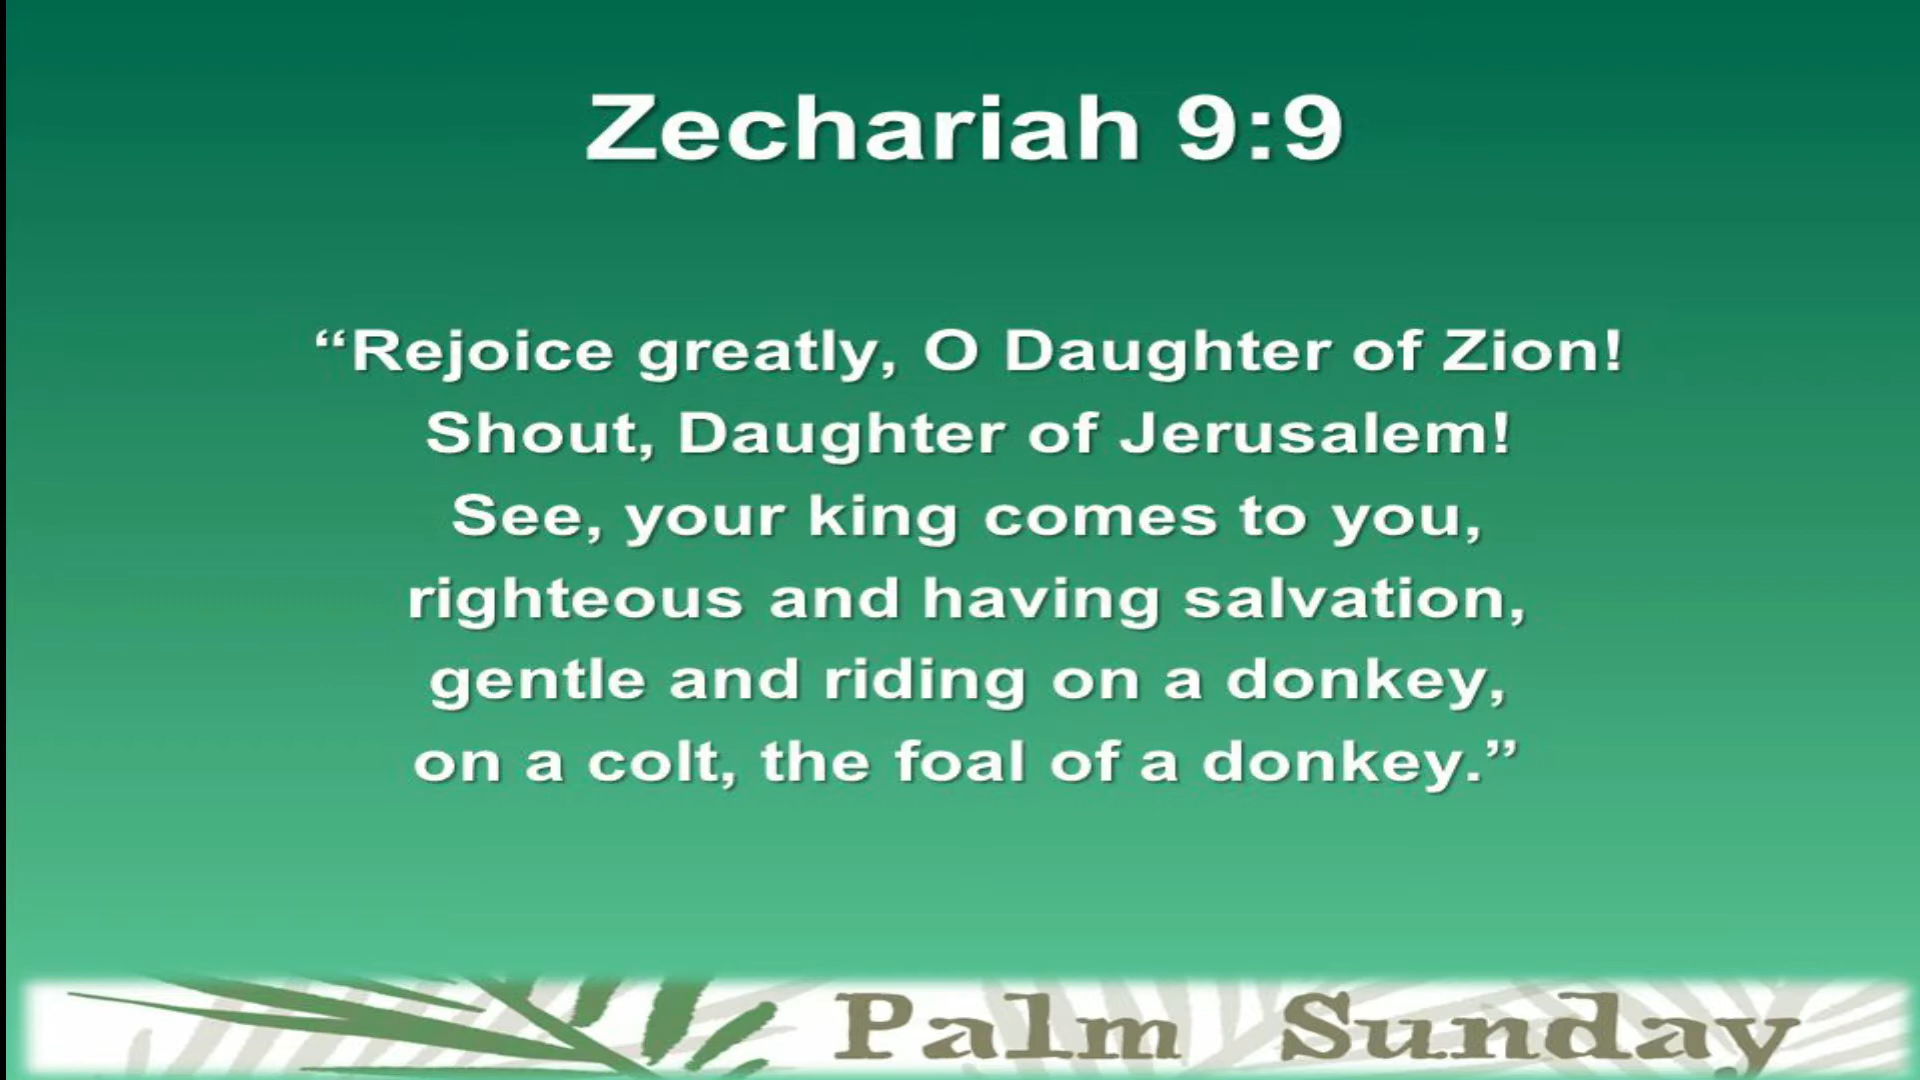 Zechariah 9:9
“Rejoice greatly, O Daughter of Zion!
Shout, Daughter of Jerusalem!
See, your king comes to you,
righteous and having salvation,
gentle and riding on a donkey,
on a colt, the foal of a donkey.”
Palm Sunday